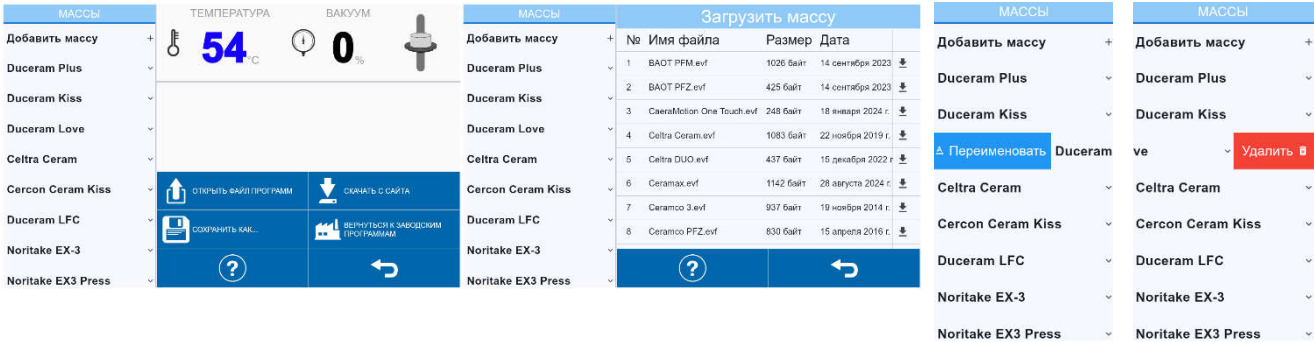 МАССЫ
Добавить массу +
Duceram Plus
Duceram Kiss
Duceram Love
Celtra Ceram
Cercon Ceram Kiss
Duceram LFC
Noritake EX-3
Noritake EX3 Press
ТЕМПЕРАТУРА ВАКУУМ
54 °C 0 %
ОТКРЫТЬ ФАЙЛ ПРОГРАММ
СКАЧАТЬ С САЙТА
СОХРАНИТЬ КАК...
ВЕРНУТЬСЯ К ЗАВОДСКИМ
ПРОГРАММАМ
?
МАССЫ
Добавить массу +
Duceram Plus
Duceram Kiss
Duceram Love
Celtra Ceram
Cercon Ceram Kiss
Duceram LFC
Noritake EX-3
Noritake EX3 Press
Загрузить массу
№ Имя файла Размер Дата
1 BAOT PFM.evf 1026 байт 14 сентября 2023
2 BAOT PFZ.evf 425 байт 14 сентября 2023
3 CaeraMotion One Touch.evf 248 байт 18 января 2024 г.
4 Celtra Ceram.evf 1083 байт 22 ноября 2019 г.
5 Celtra DUO.evf 437 байт 15 декабря 2022 г
6 Ceramax.evf 1142 байт 28 августа 2024 г.
7 Ceramco 3.evf 937 байт 19 ноября 2014 г.
8 Ceramco PFZ.evf 830 байт 15 апреля 2016 г.
?
МАССЫ
Добавить массу +
Duceram Plus
Duceram Kiss
Переименовать Duceram
Celtra Ceram
Cercon Ceram Kiss
Duceram LFC
Noritake EX-3
Noritake EX3 Press
МАССЫ
Добавить массу +
Duceram Plus
Duceram Kiss
ve Удалить
Celtra Ceram
Cercon Ceram Kiss
Duceram LFC
Noritake EX-3
Noritake EX3 Press